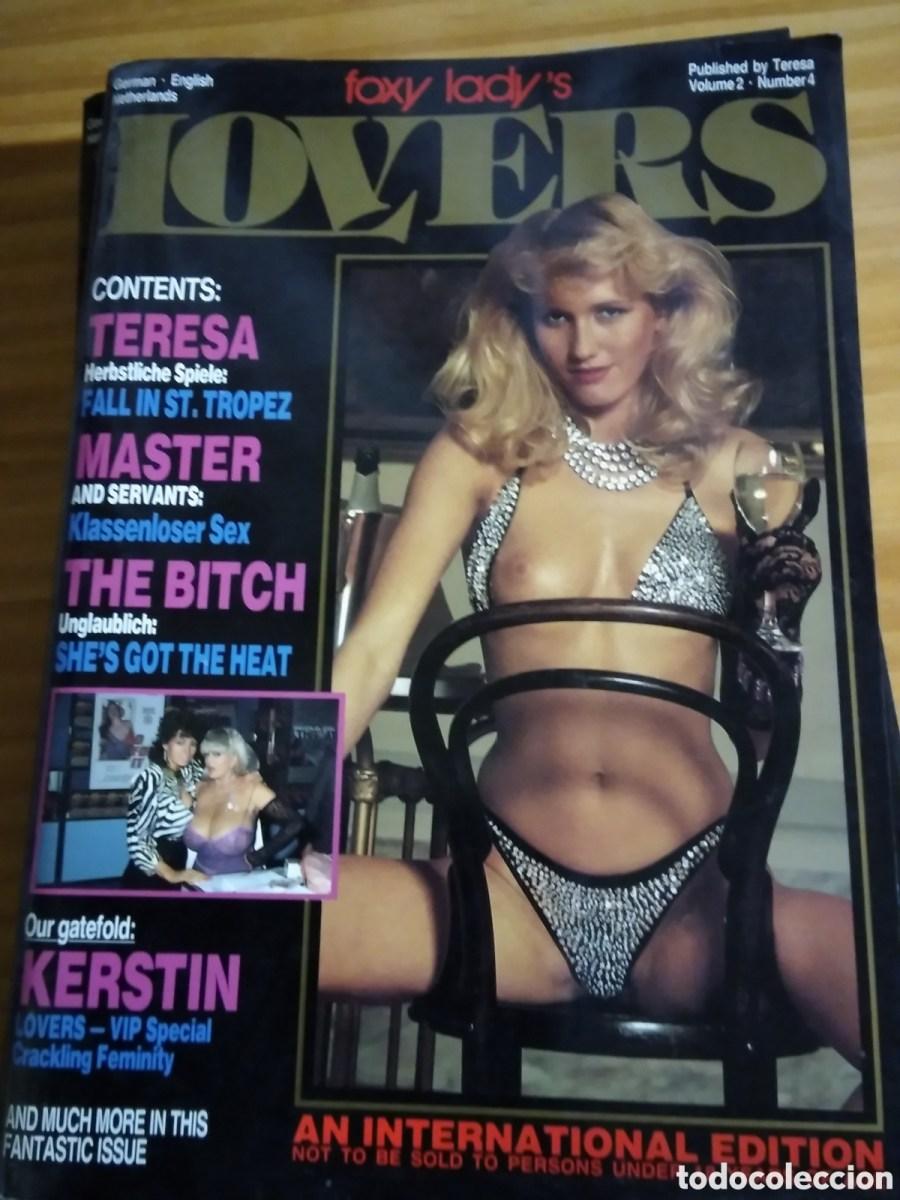 German · English
Netherlands
foxy lady's
Published by Teresa
Volume 2 · Number 4
LOVERS
CONTENTS:
TERESA
Herbstliche Spiele:
FALL IN ST. TROPEZ
MASTER
AND SERVANTS:
Klassenloser Sex
THE BITCH
Unglaublich:
SHE'S GOT THE HEAT
Our gatefold:
KERSTIN
LOVERS – VIP Special
Crackling Feminity
AND MUCH MORE IN THIS
FANTASTIC ISSUE
AN INTERNATIONAL EDITION
NOT TO BE SOLD TO PERSONS UNDER
todocoleccion